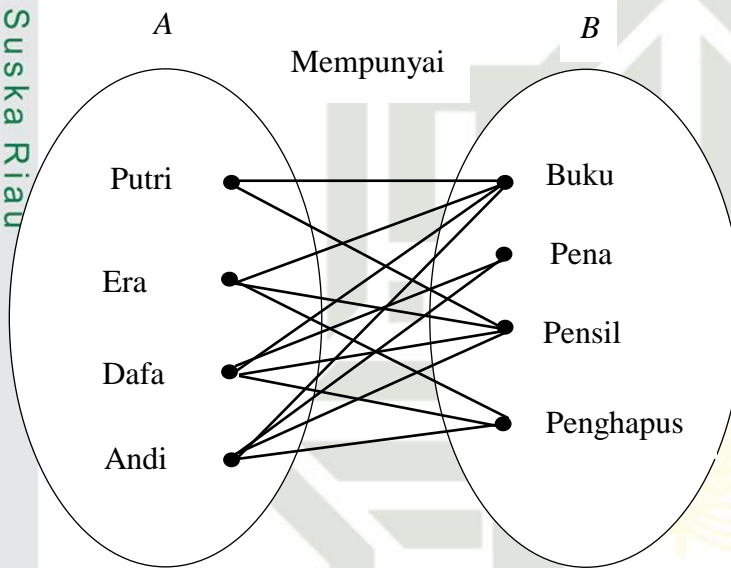 Suska Riau
A
B
Mempunyai
Putri
Buku
Era
Pena
Dafa
Pensil
Andi
Penghapus